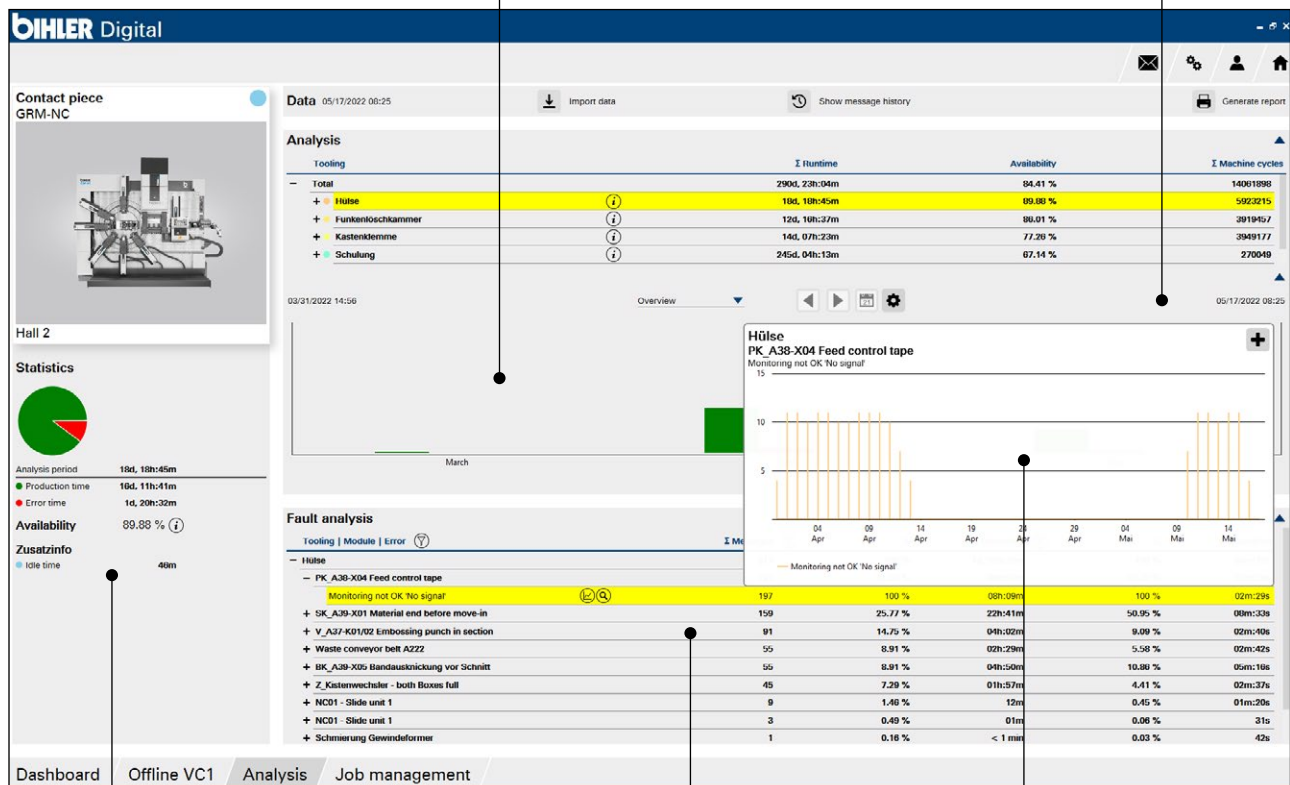 BIHLER Digital
Contact piece
GRM-NC
Hall 2
Statistics
Analysis period 18d, 18h:45m
Production time 16d, 11h:41m
Error time 1d, 20h:32m
Availability 89.88 % i
Zusatzinfo
Idle time 46m
Data 05/17/2022 08:25 Import data Show message history Generate report
Analysis
Tooling Σ Runtime Availability Σ Machine cycles
− Total 290d, 23h:04m 84.41 % 14061898
+ Hülse i 18d, 18h:45m 89.88 % 5923215
+ Funkenlöschkammer i 12d, 16h:37m 86.01 % 3919457
+ Kastenklemme i 14d, 07h:23m 77.26 % 3949177
+ Schulung i 245d, 04h:13m 67.14 % 270049
03/31/2022 14:56 Overview 21 05/17/2022 08:25
March
Hülse
PK_A38-X04 Feed control tape
Monitoring not OK 'No signal'
15
10
5
04 09 14 19 24 29 04 09 14
Apr Apr Apr Apr Apr Apr Mai Mai Mai
Monitoring not OK 'No signal'
Fault analysis
Tooling | Module | Error Σ Me
− Hülse
− PK_A38-X04 Feed control tape
Monitoring not OK 'No signal' 197 100 % 08h:09m 100 % 02m:29s
+ SK_A39-X01 Material end before move-in 159 25.77 % 22h:41m 50.95 % 08m:33s
+ V_A37-K01/02 Embossing punch in section 91 14.75 % 04h:02m 9.09 % 02m:40s
+ Waste conveyor belt A222 55 8.91 % 02h:29m 5.58 % 02m:42s
+ BK_A39-X05 Bandausknickung vor Schnitt 55 8.91 % 04h:50m 10.86 % 05m:16s
+ Z_Kistenwechsler - both Boxes full 45 7.29 % 01h:57m 4.41 % 02m:37s
+ NC01 - Slide unit 1 9 1.46 % 12m 0.45 % 01m:20s
+ NC01 - Slide unit 1 3 0.49 % 01m 0.06 % 31s
+ Schmierung Gewindeformer 1 0.16 % < 1 min 0.03 % 42s
Dashboard Offline VC1 Analysis Job management